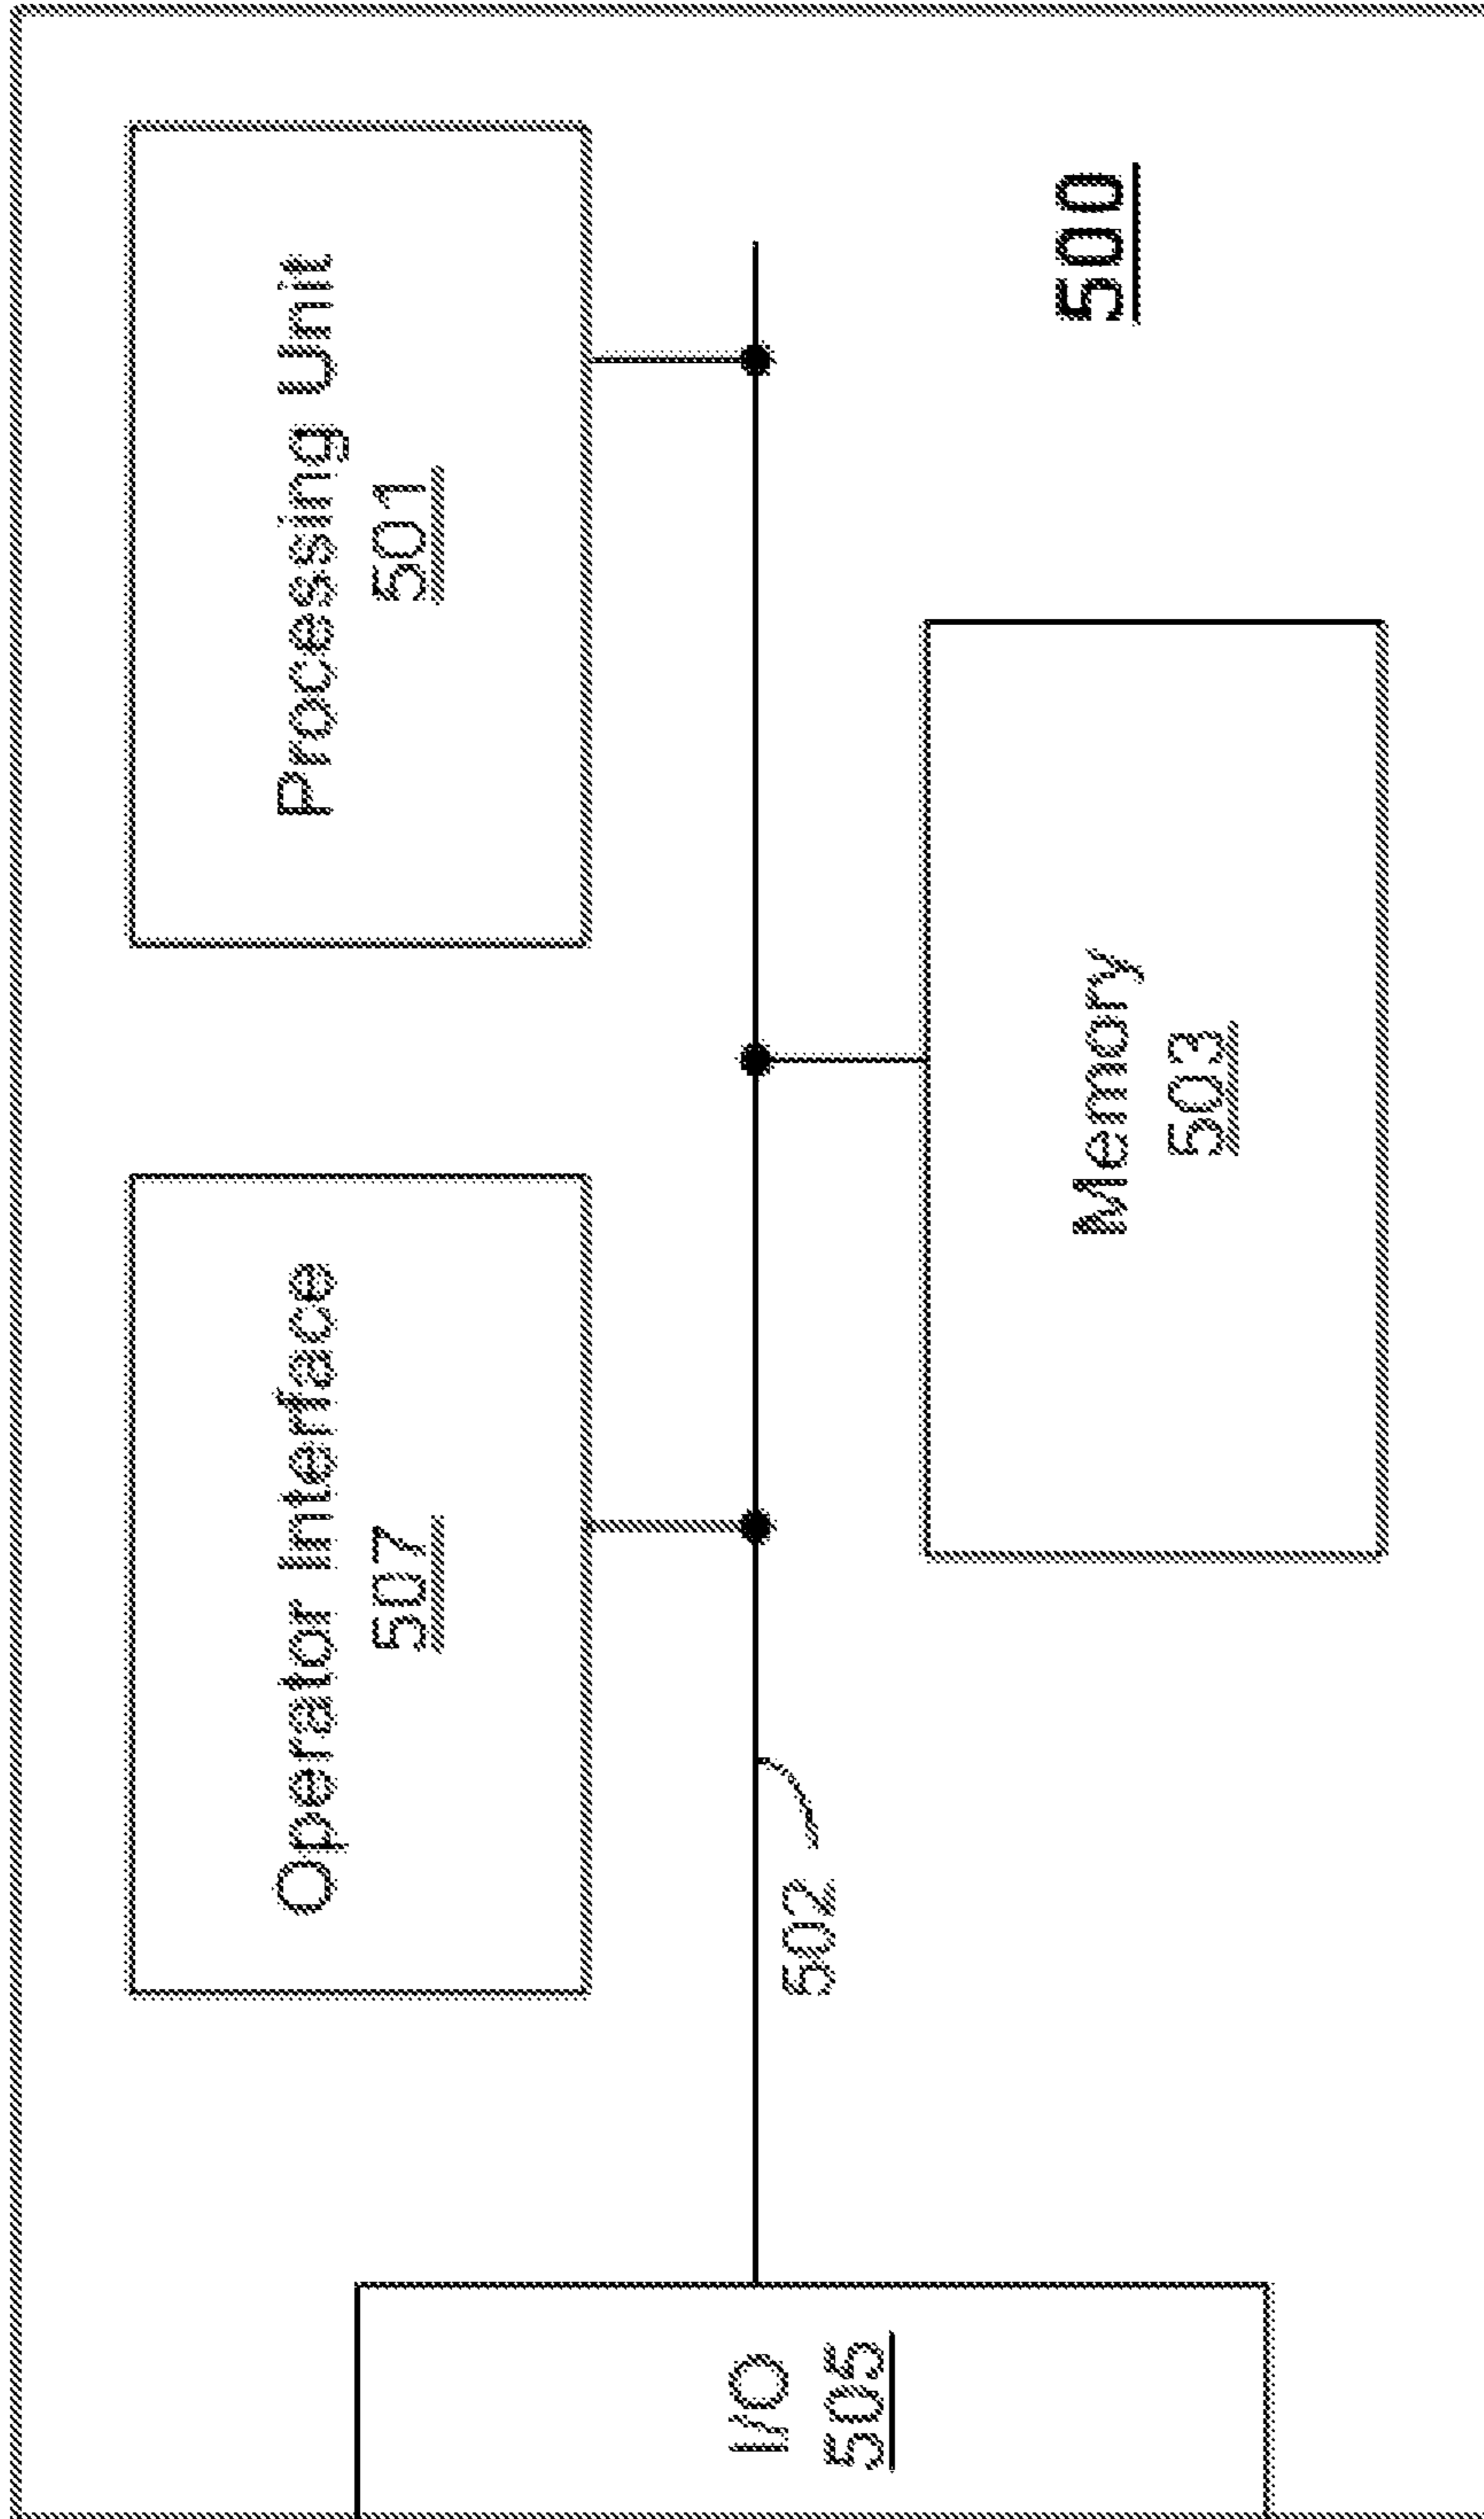 Operator Interface
507
Processing Unit
501
I/O
505
502
Memory
503
500